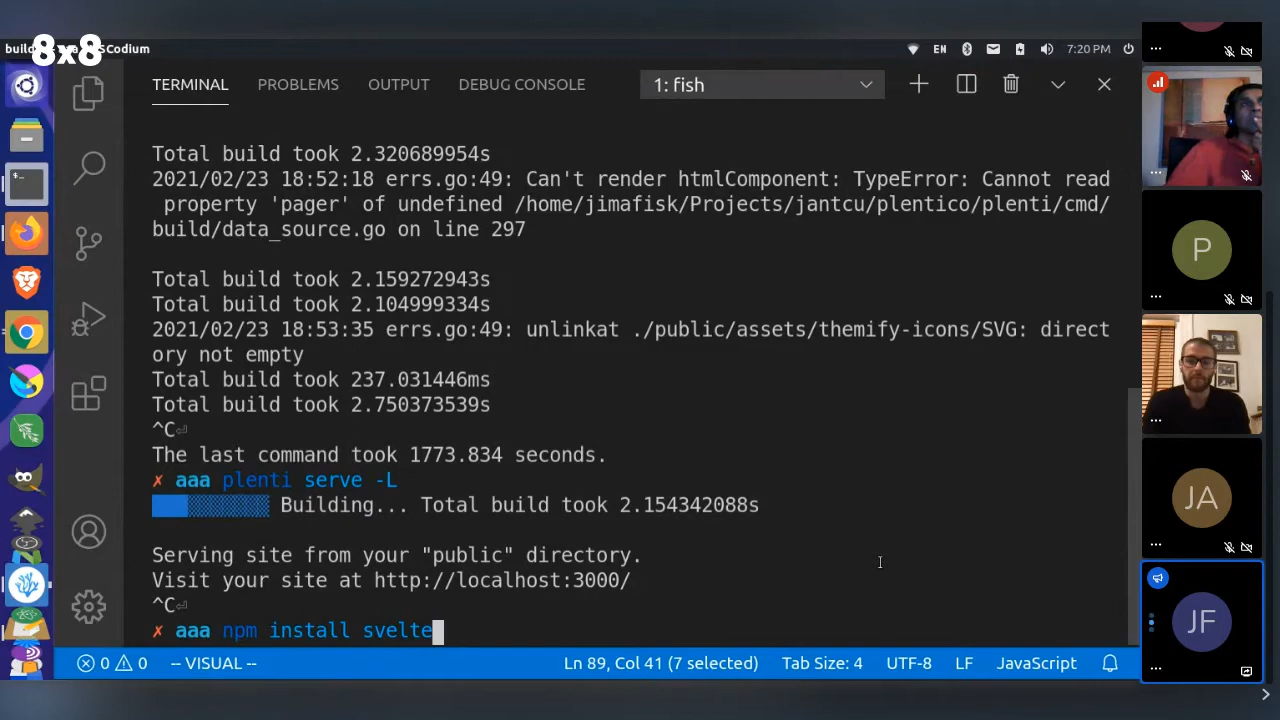 8x8
SCodium
EN
7:20 PM
TERMINAL
PROBLEMS
OUTPUT
DEBUG CONSOLE
1: fish
Total build took 2.320689954s
2021/02/23 18:52:18 errs.go:49: Can't render htmlComponent: TypeError: Cannot read
property 'pager' of undefined /home/jimafisk/Projects/jantcu/plentico/plenti/cmd/
build/data_source.go on line 297
Total build took 2.159272943s
Total build took 2.104999334s
2021/02/23 18:53:35 errs.go:49: unlinkat ./public/assets/themify-icons/SVG: direct
ory not empty
Total build took 237.031446ms
Total build took 2.750373539s
^C⏎
The last command took 1773.834 seconds.
✗ aaa plenti serve -L
Building... Total build took 2.154342088s
Serving site from your "public" directory.
Visit your site at http://localhost:3000/
^C⏎
✗ aaa npm install svelte
0 0 -- VISUAL -- Ln 89, Col 41 (7 selected) Tab Size: 4 UTF-8 LF JavaScript
P
JA
JF